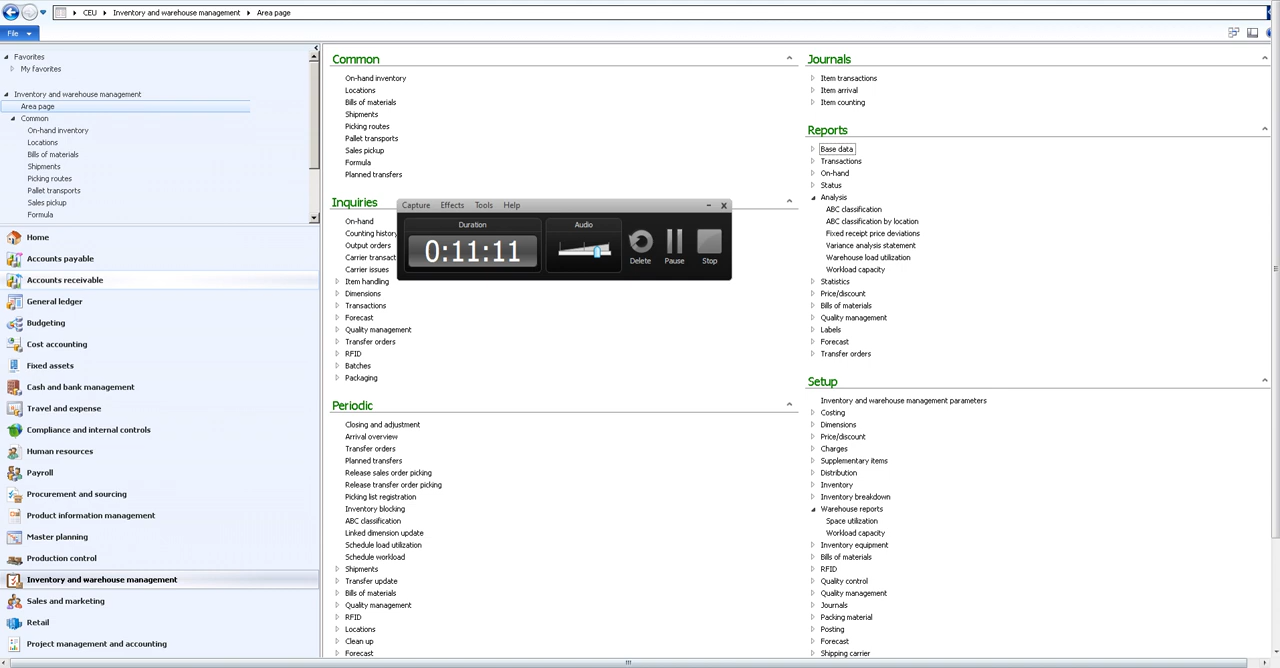 CEU
Inventory and warehouse management
Area page
File
Favorites
My favorites
Inventory and warehouse management
Area page
Common
On-hand inventory
Locations
Bills of materials
Shipments
Picking routes
Pallet transports
Sales pickup
Formula
Home
Accounts payable
Accounts receivable
General ledger
Budgeting
Cost accounting
Fixed assets
Cash and bank management
Travel and expense
Compliance and internal controls
Human resources
Payroll
Procurement and sourcing
Product information management
Master planning
Production control
Inventory and warehouse management
Sales and marketing
Retail
Project management and accounting
Common
On-hand inventory
Locations
Bills of materials
Shipments
Picking routes
Pallet transports
Sales pickup
Formula
Planned transfers
Inquiries
On-hand
Counting history
Output orders
Carrier transact
Carrier issues
Item handling
Dimensions
Transactions
Forecast
Quality management
Transfer orders
RFID
Batches
Packaging
Capture Effects Tools Help
Duration
Audio
0:11:11
Delete
Pause
Stop
Periodic
Closing and adjustment
Arrival overview
Transfer orders
Planned transfers
Release sales order picking
Release transfer order picking
Picking list registration
Inventory blocking
ABC classification
Linked dimension update
Schedule load utilization
Schedule workload
Shipments
Transfer update
Bills of materials
Quality management
RFID
Locations
Clean up
Forecast
Journals
Item transactions
Item arrival
Item counting
Reports
Base data
Transactions
On-hand
Status
Analysis
ABC classification
ABC classification by location
Fixed receipt price deviations
Variance analysis statement
Warehouse load utilization
Workload capacity
Statistics
Price/discount
Bills of materials
Quality management
Labels
Forecast
Transfer orders
Setup
Inventory and warehouse management parameters
Costing
Dimensions
Price/discount
Charges
Supplementary items
Distribution
Inventory
Inventory breakdown
Warehouse reports
Space utilization
Workload capacity
Inventory equipment
Bills of materials
RFID
Quality control
Quality management
Journals
Packing material
Posting
Forecast
Shipping carrier